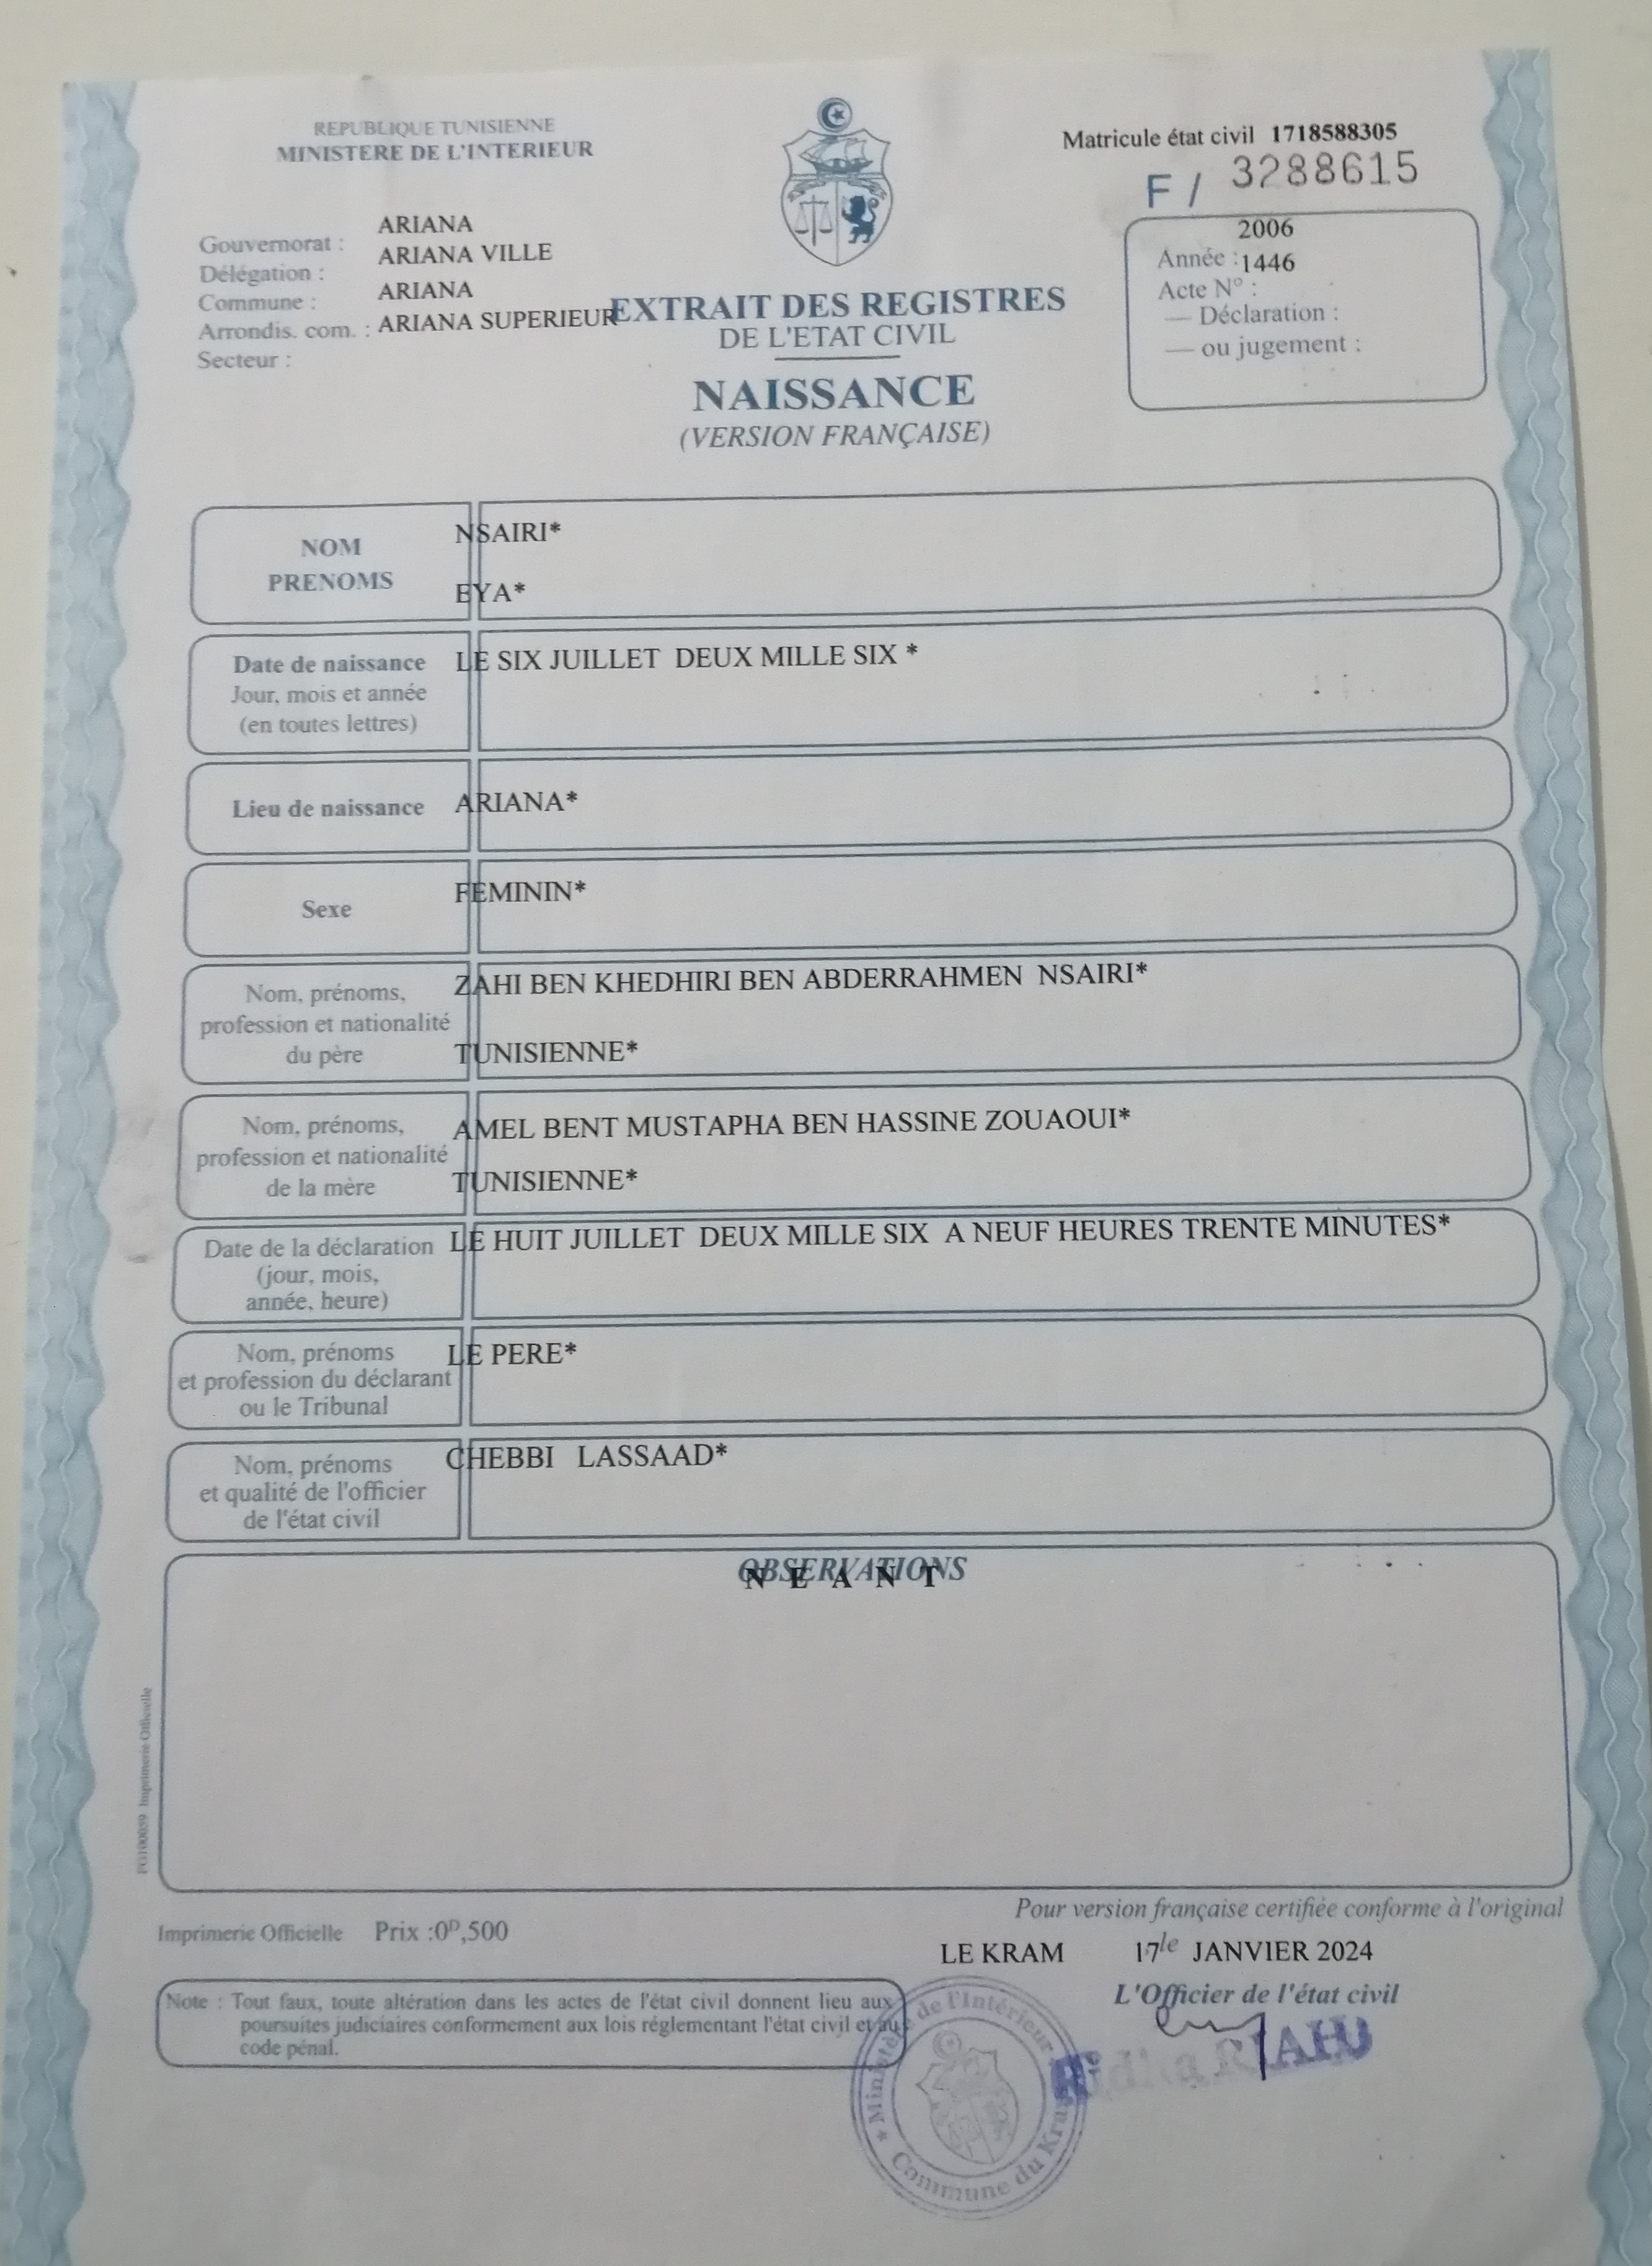 REPUBLIQUE TUNISIENNE
MINISTERE DE L'INTERIEUR
Matricule état civil 1718588305
F / 3288615
Gouvernorat : ARIANA
Délégation : ARIANA VILLE
Commune : ARIANA
Arrondis. com. : ARIANA SUPERIEUR
Secteur :
2006
Année : 1446
Acte N° :
— Déclaration :
— ou jugement :
EXTRAIT DES REGISTRES
DE L'ETAT CIVIL
NAISSANCE
(VERSION FRANÇAISE)
NOM NSAIRI*
PRENOMS EYA*
Date de naissance LE SIX JUILLET DEUX MILLE SIX *
Jour, mois et année
(en toutes lettres)
Lieu de naissance ARIANA*
Sexe FEMININ*
Nom, prénoms, ZAHI BEN KHEDHIRI BEN ABDERRAHMEN NSAIRI*
profession et nationalité
du père TUNISIENNE*
Nom, prénoms, AMEL BENT MUSTAPHA BEN HASSINE ZOUAOUI*
profession et nationalité
de la mère TUNISIENNE*
Date de la déclaration LE HUIT JUILLET DEUX MILLE SIX A NEUF HEURES TRENTE MINUTES*
(jour, mois,
année, heure)
Nom, prénoms LE PERE*
et profession du déclarant
ou le Tribunal
Nom, prénoms CHEBBI LASSAAD*
et qualité de l'officier
de l'état civil
OBSERVATIONS
N E A N T
Imprimerie Officielle
Pour version française certifiée conforme à l'original
Imprimerie Officielle Prix :0D,500
LE KRAM 17 le JANVIER 2024
L'Officier de l'état civil
Note : Tout faux, toute altération dans les actes de l'état civil donnent lieu aux
poursuites judiciaires conformement aux lois réglementant l'état civil et au
code pénal.
Ministère de l'Intérieur
Commune du Kram
Ridha RIAHI